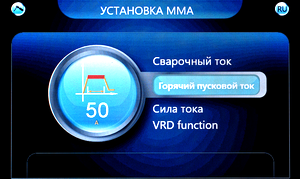 УСТАНОВКА ММА
RU
Сварочный ток
Горячий пусковой ток
50
A
Сила тока
VRD function